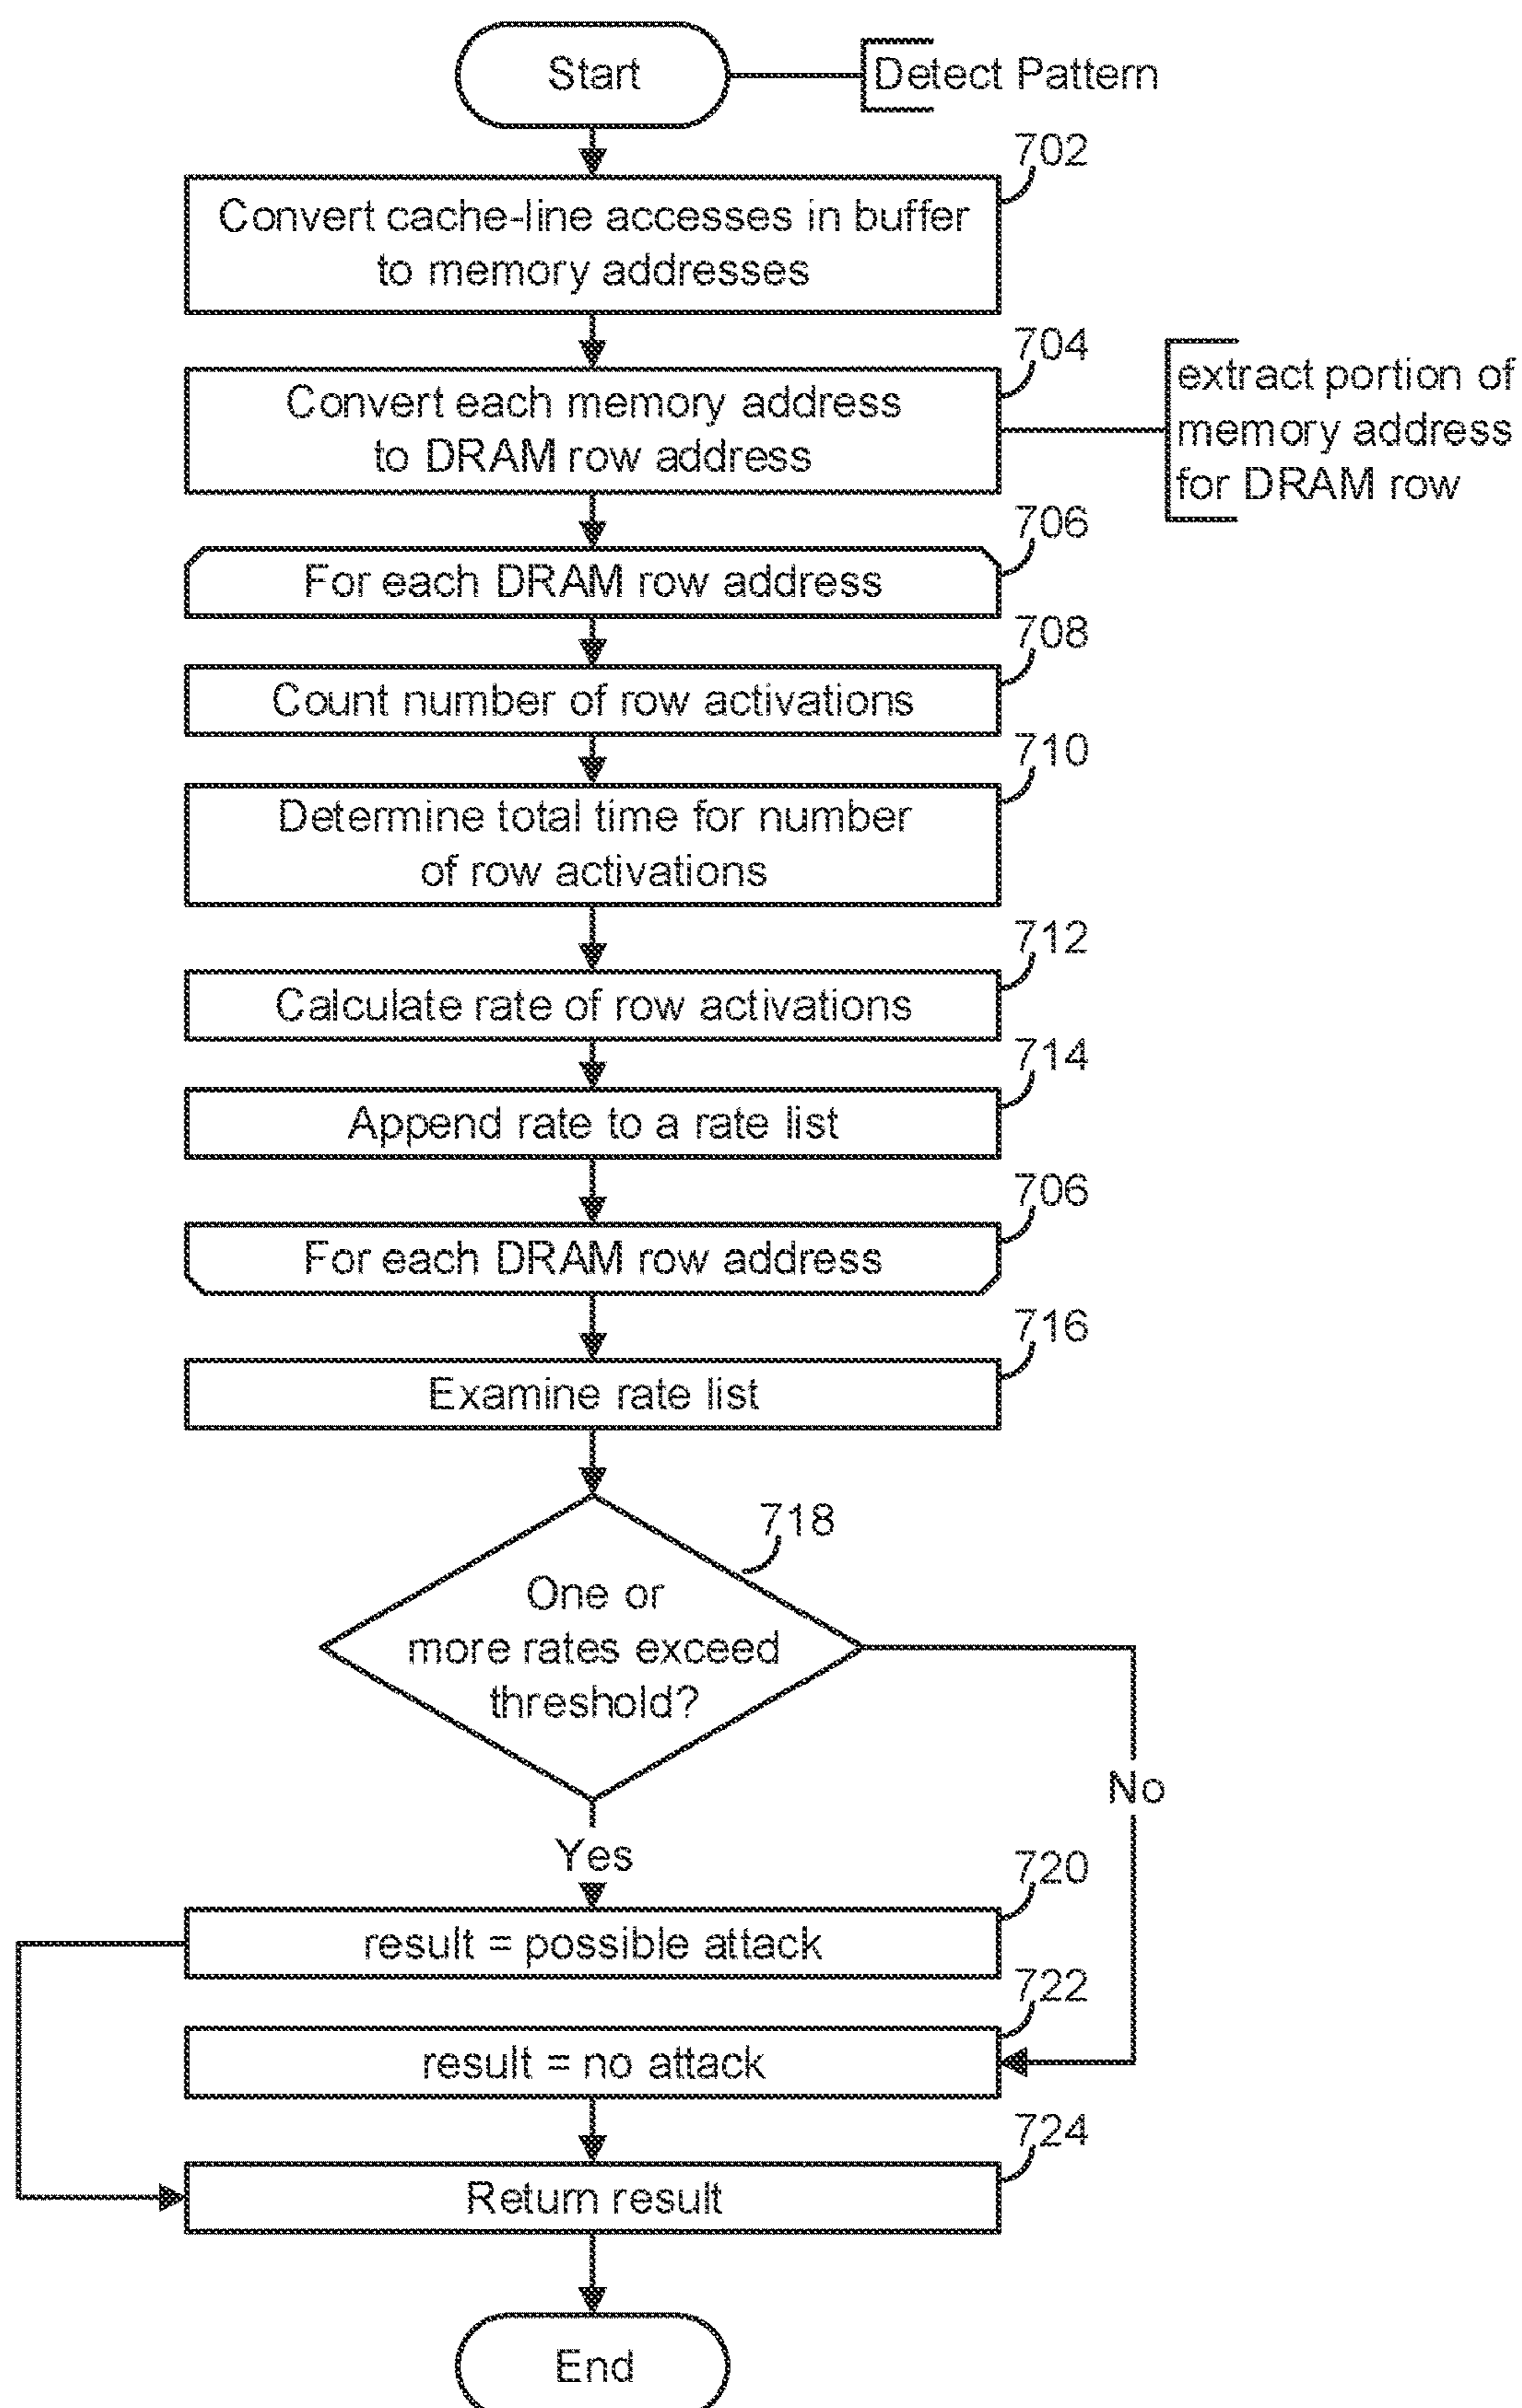 Start
Detect Pattern
702
Convert cache-line accesses in buffer
to memory addresses
704
Convert each memory address
to DRAM row address
extract portion of
memory address
for DRAM row
706
For each DRAM row address
708
Count number of row activations
710
Determine total time for number
of row activations
712
Calculate rate of row activations
714
Append rate to a rate list
706
For each DRAM row address
716
Examine rate list
718
One or
more rates exceed
threshold?
No
Yes
720
result = possible attack
722
result = no attack
724
Return result
End